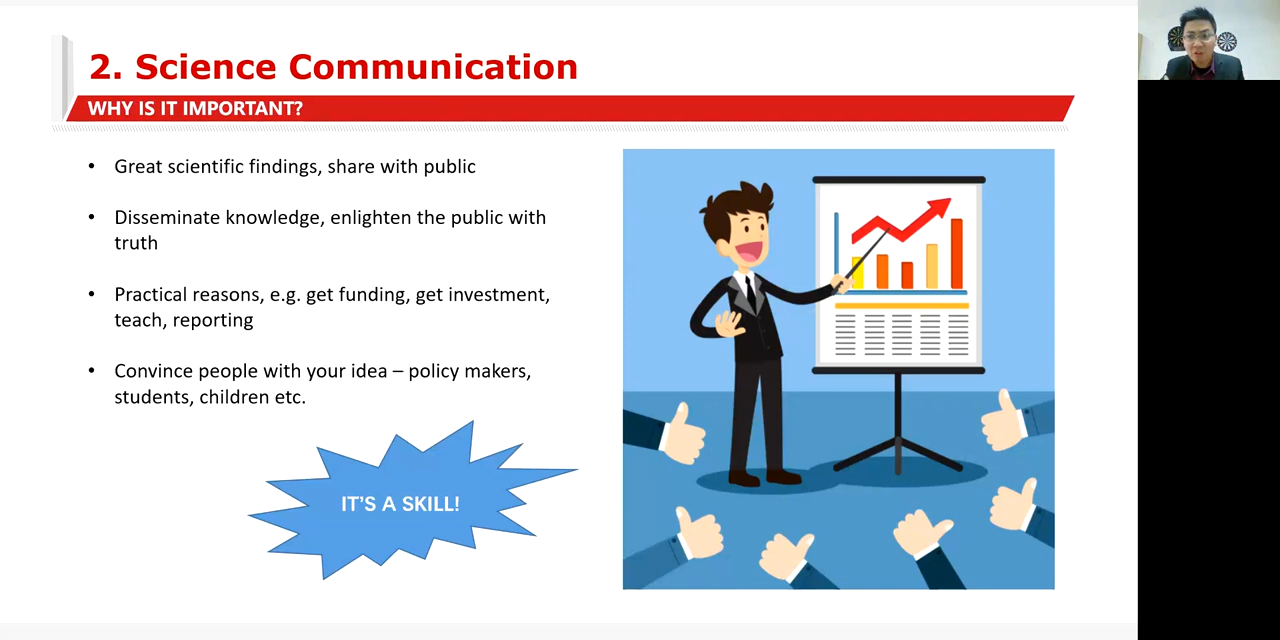 2. Science Communication
WHY IS IT IMPORTANT?
• Great scientific findings, share with public
• Disseminate knowledge, enlighten the public with
truth
• Practical reasons, e.g. get funding, get investment,
teach, reporting
• Convince people with your idea – policy makers,
students, children etc.
IT'S A SKILL!